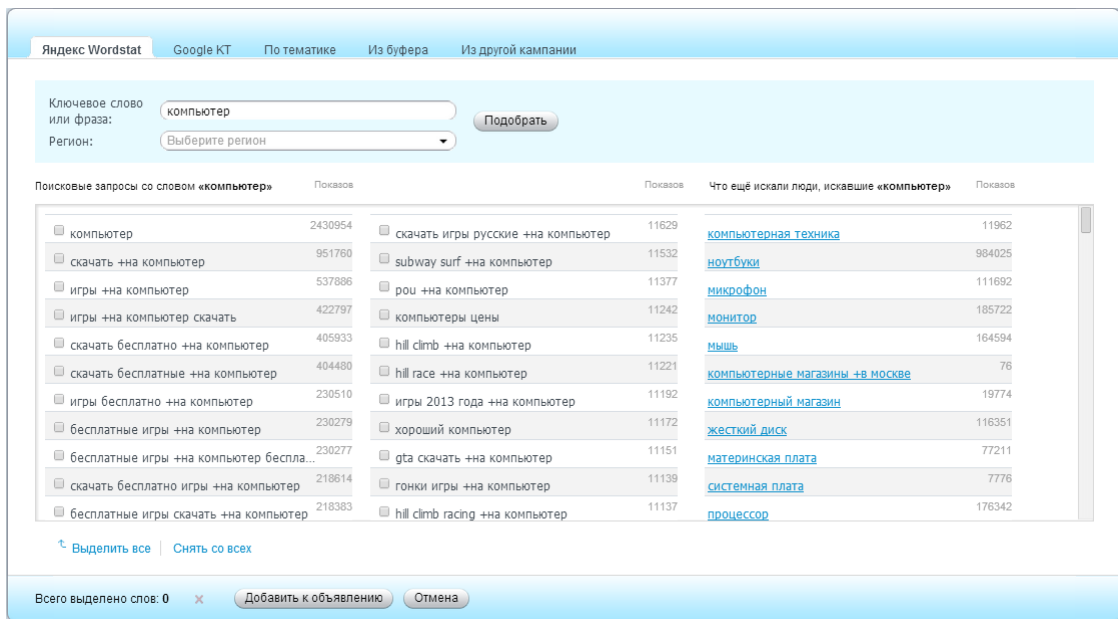 Яндекс Wordstat Google KT По тематике Из буфера Из другой кампании
Ключевое слово
или фраза:
компьютер
Подобрать
Регион: Выберите регион
Поисковые запросы со словом «компьютер» Показов Показов Что ещё искали люди, искавшие «компьютер» Показов
компьютер 2430954 скачать игры русские +на компьютер 11629 компьютерная техника 11962
скачать +на компьютер 951760 subway surf +на компьютер 11532 ноутбуки 984025
игры +на компьютер 537886 pou +на компьютер 11377 микрофон 111692
игры +на компьютер скачать 422797 компьютеры цены 11242 монитор 185722
скачать бесплатно +на компьютер 405933 hill climb +на компьютер 11235 мышь 164594
скачать бесплатные +на компьютер 404480 hill race +на компьютер 11221 компьютерные магазины +в москве 76
игры бесплатно +на компьютер 230510 игры 2013 года +на компьютер 11192 компьютерный магазин 19774
бесплатные игры +на компьютер 230279 хороший компьютер 11172 жесткий диск 116351
бесплатные игры +на компьютер беспла... 230277 gta скачать +на компьютер 11151 материнская плата 77211
скачать бесплатно игры +на компьютер 218614 гонки игры +на компьютер 11139 системная плата 7776
бесплатные игры скачать +на компьютер 218383 hill climb racing +на компьютер 11137 процессор 176342
Выделить все Снять со всех
Всего выделено слов: 0 Добавить к объявлению Отмена